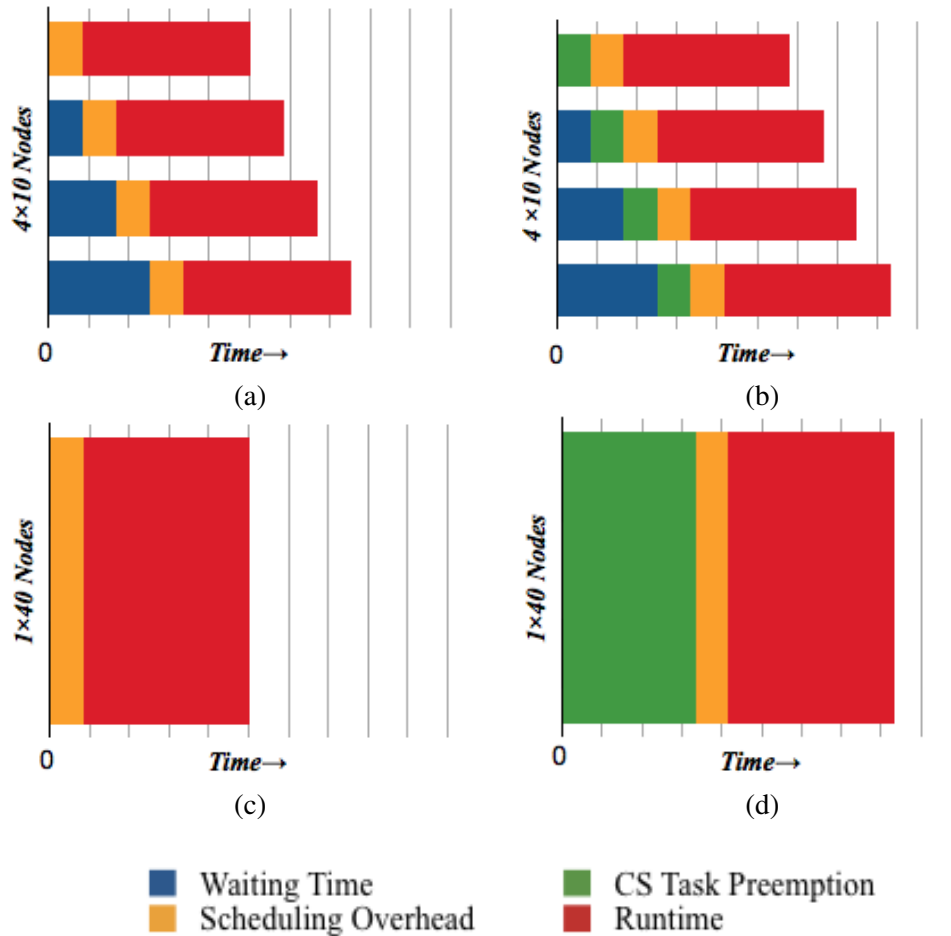 4×10 Nodes
0
Time→
(a)
4 ×10 Nodes
0
Time→
(b)
1×40 Nodes
0
Time→
(c)
1×40 Nodes
0
Time→
(d)
Waiting Time
Scheduling Overhead
CS Task Preemption
Runtime